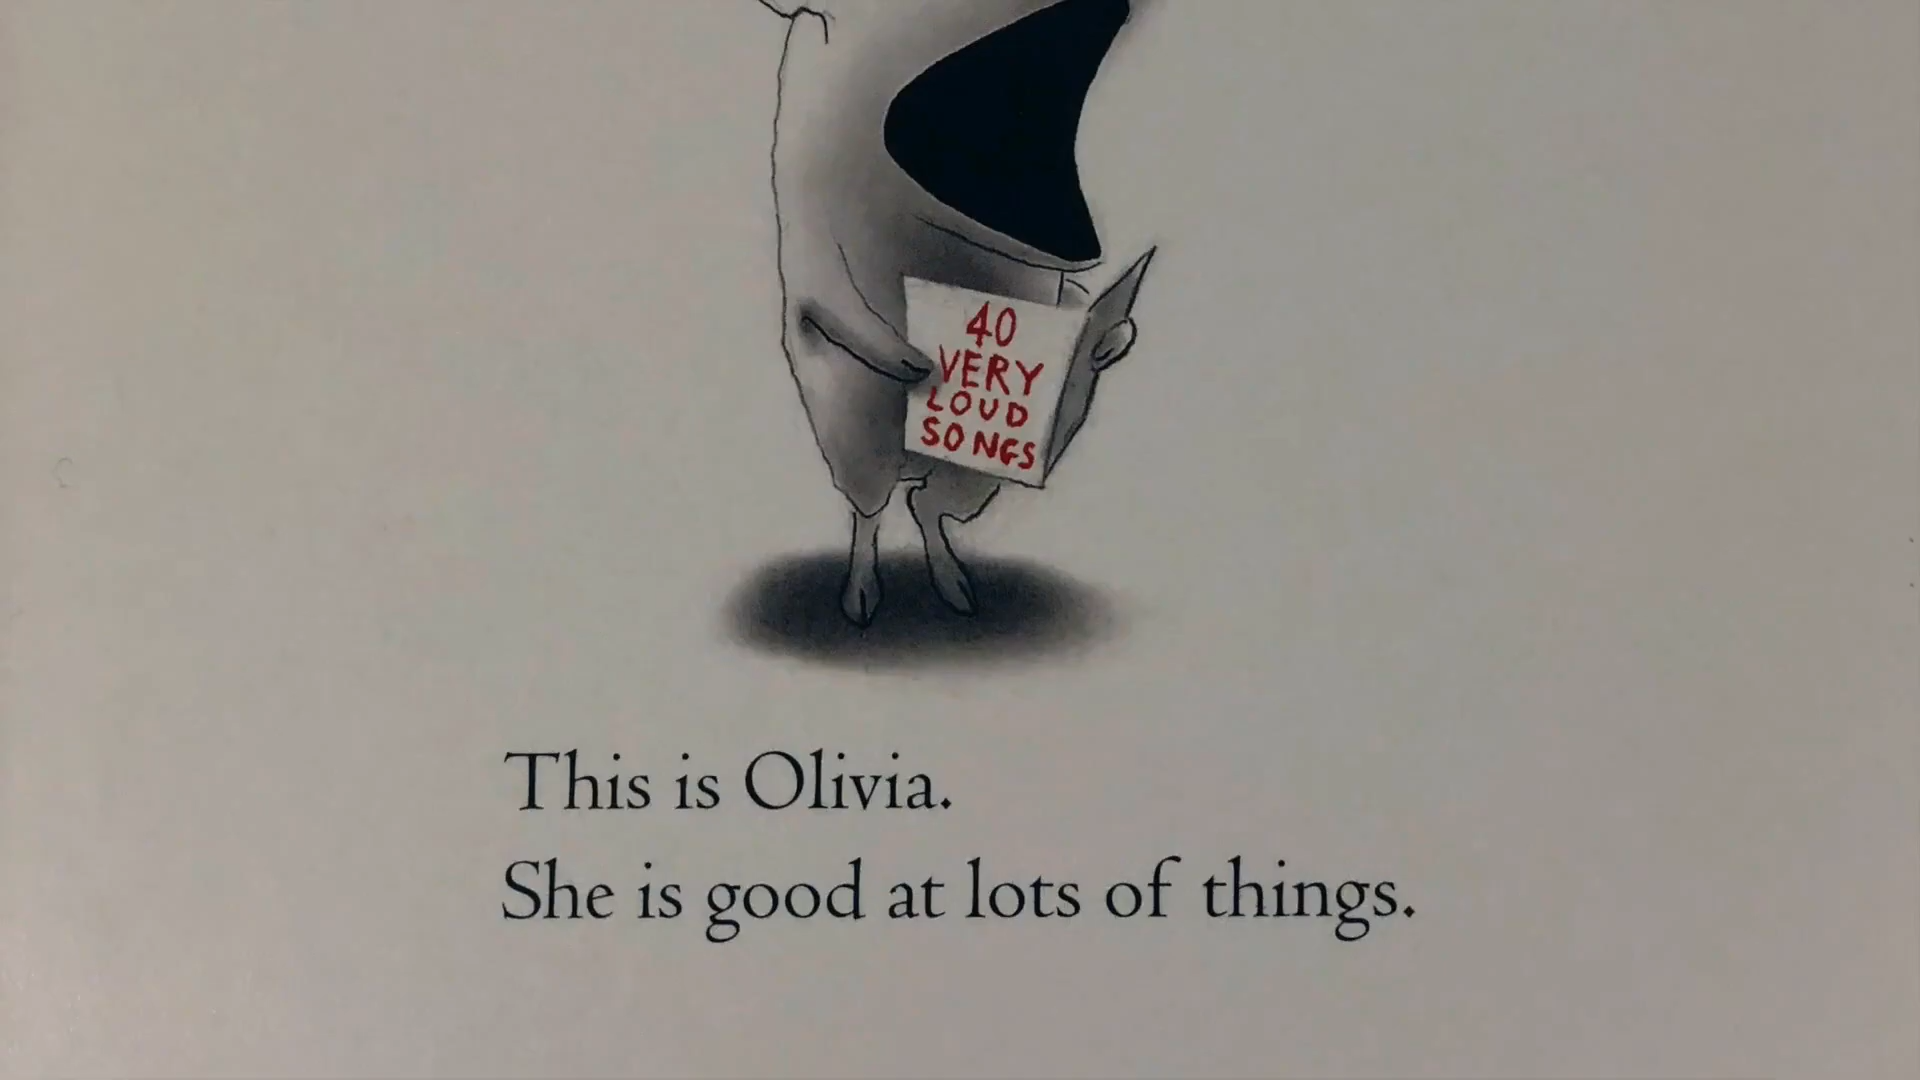 40
VERY
LOUD
SONGS
This is Olivia.
She is good at lots of things.